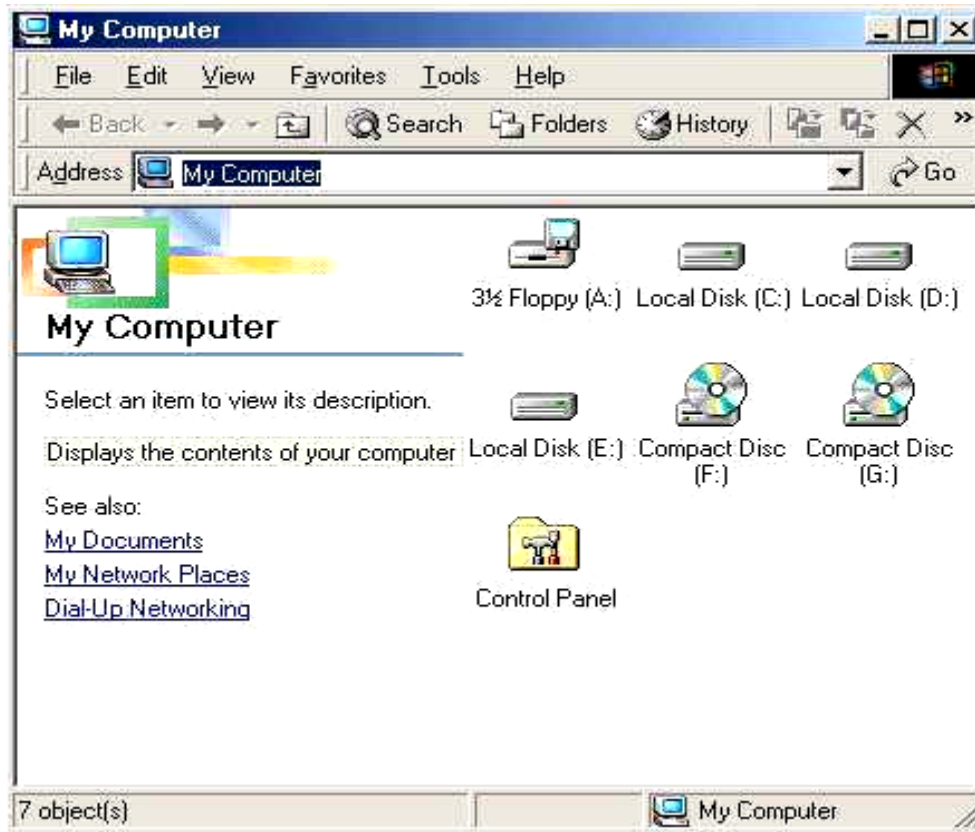 My Computer
File Edit View Favorites Tools Help
Back Search Folders History »
Address My Computer Go
My Computer
Select an item to view its description.
Displays the contents of your computer
See also:
My Documents
My Network Places
Dial-Up Networking
3½ Floppy (A:) Local Disk (C:) Local Disk (D:)
Local Disk (E:) Compact Disc (F:) Compact Disc (G:)
Control Panel
7 object(s) My Computer